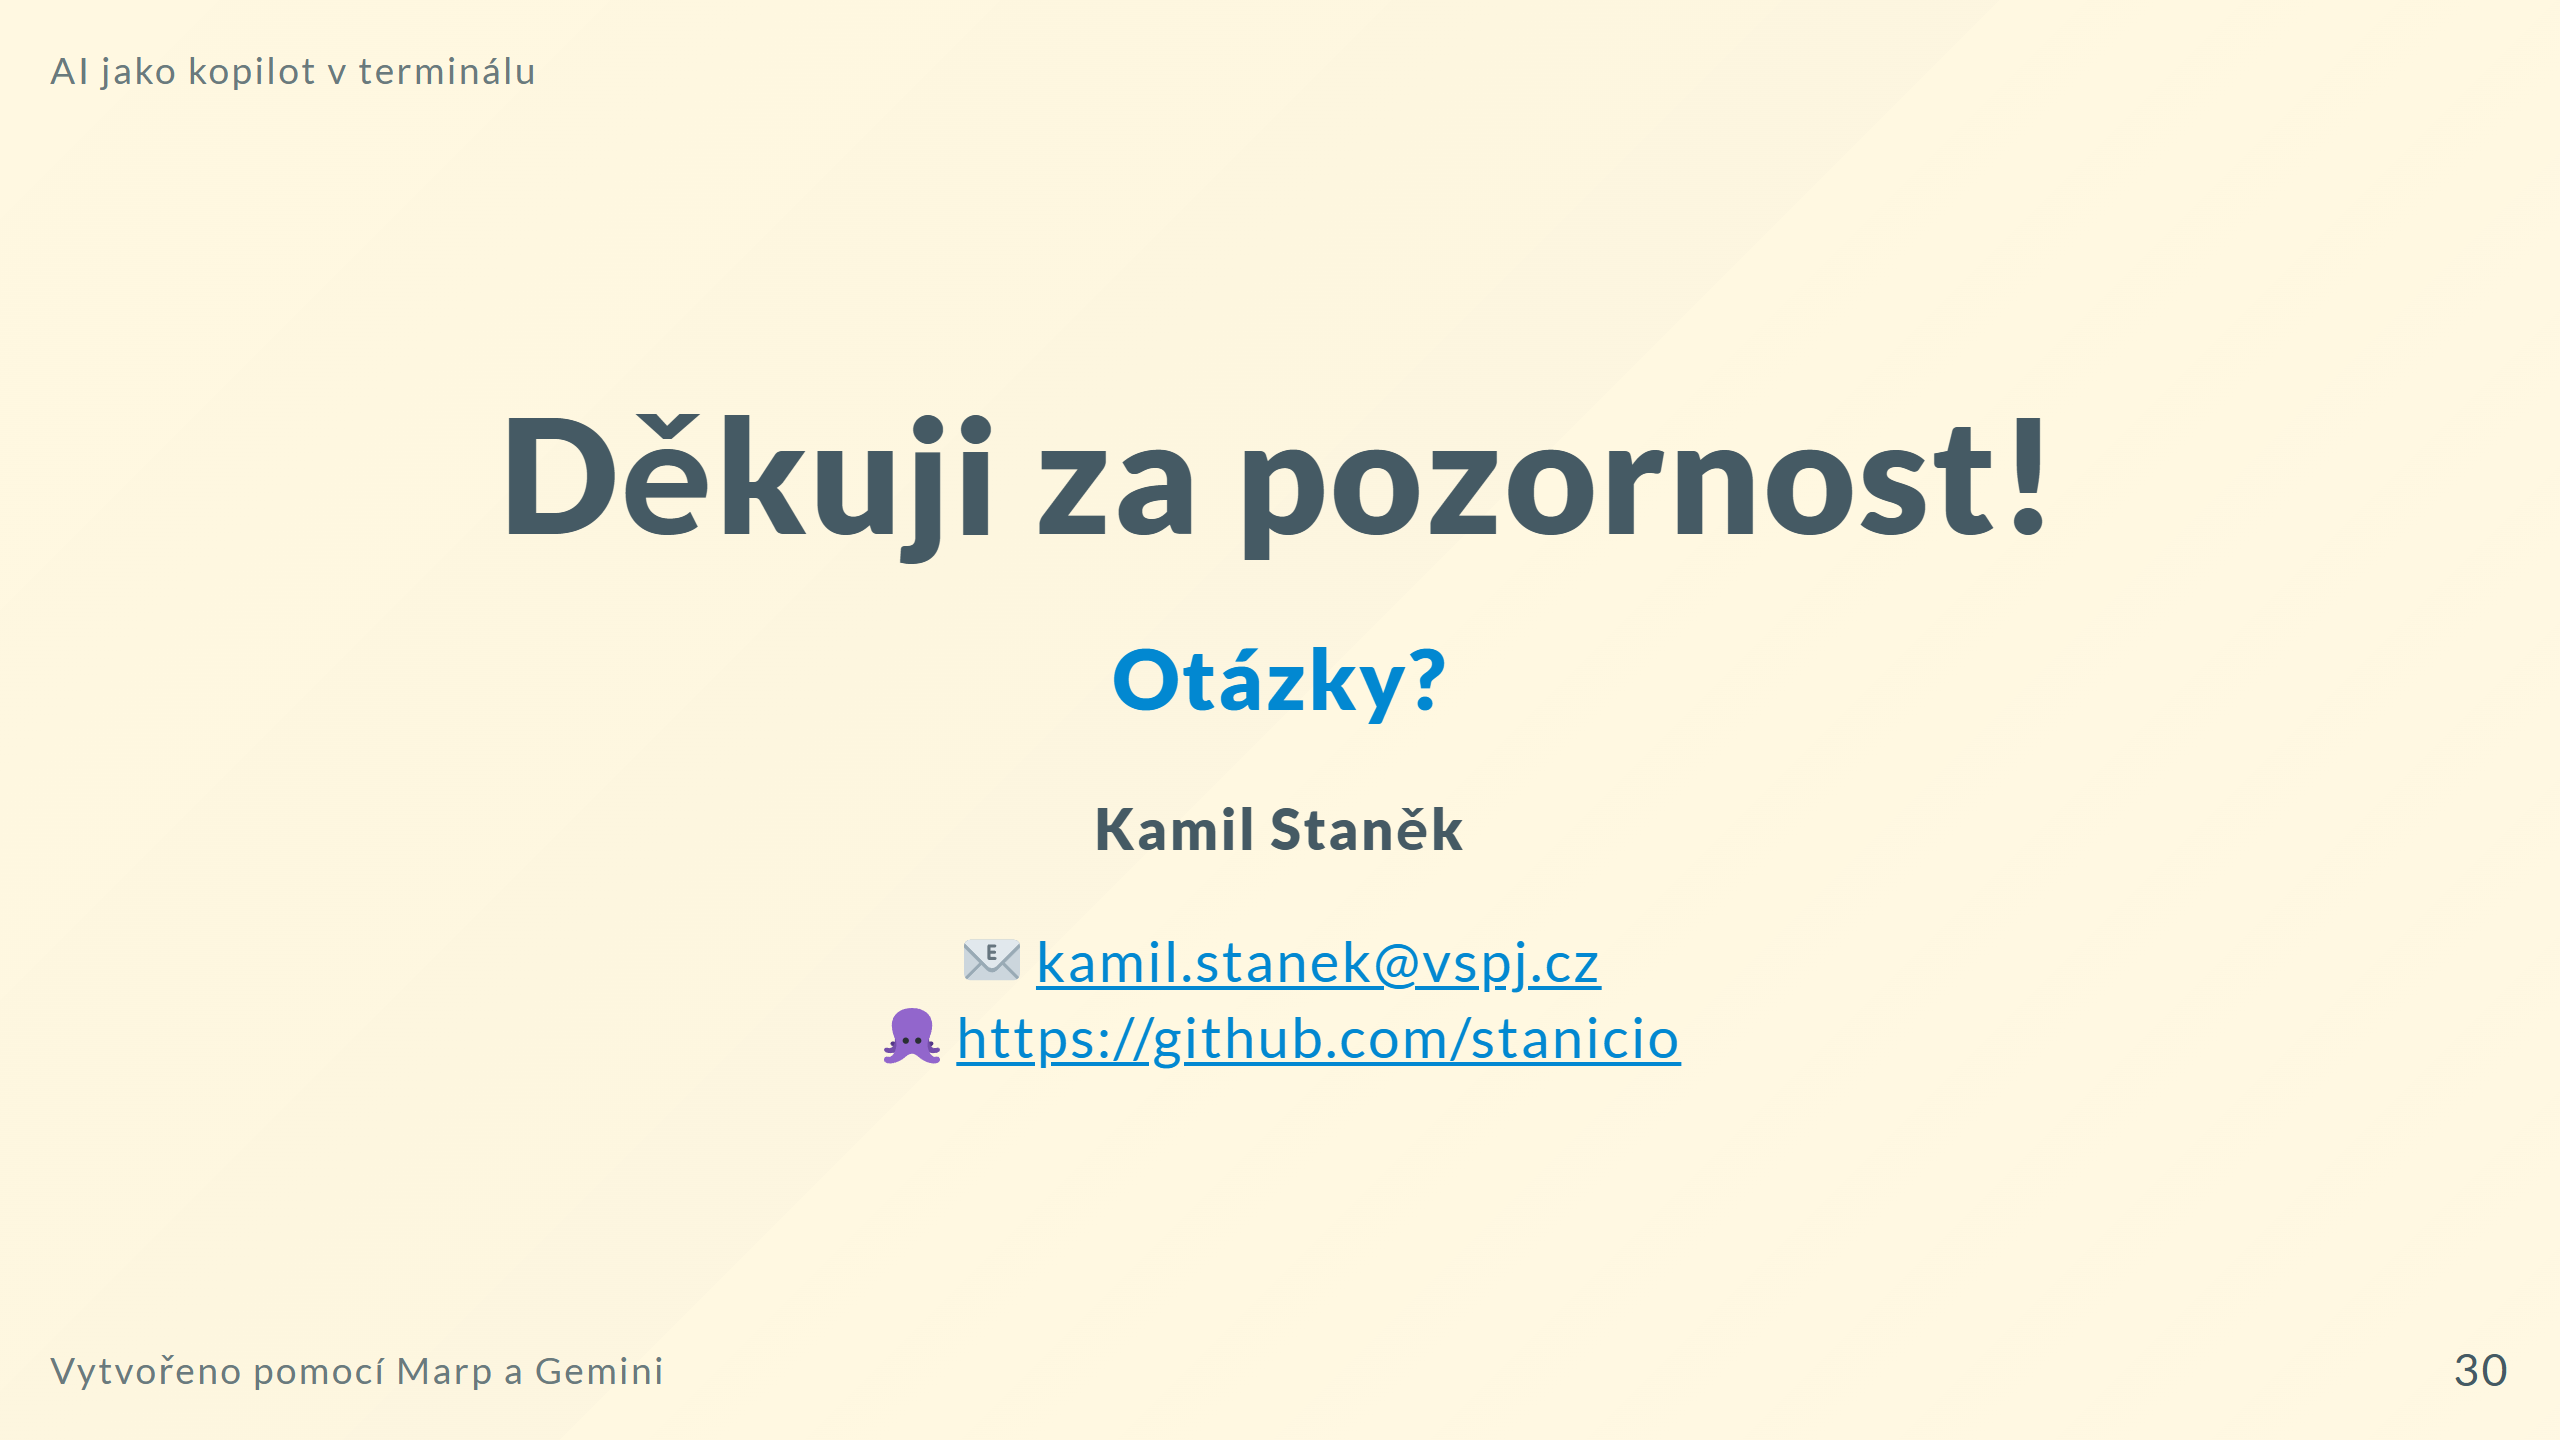 AI jako kopilot v terminálu
Děkuji za pozornost!
Otázky?
Kamil Staněk
kamil.stanek@vspj.cz
https://github.com/stanicio
Vytvořeno pomocí Marp a Gemini
30